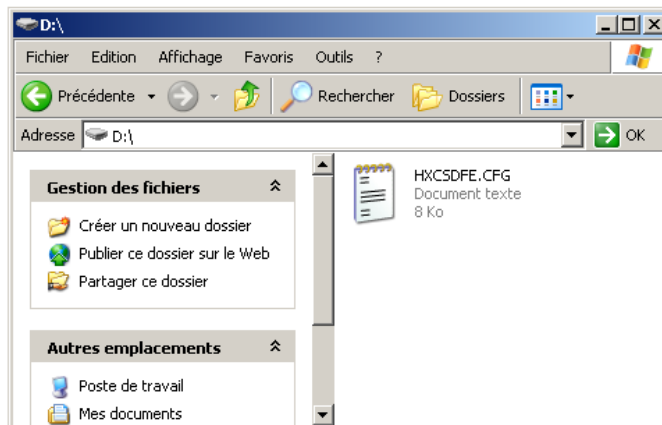 D:\
Fichier Edition Affichage Favoris Outils ?
Précédente Rechercher Dossiers
Adresse D:\ OK
Gestion des fichiers
Créer un nouveau dossier
Publier ce dossier sur le Web
Partager ce dossier
Autres emplacements
Poste de travail
Mes documents
HXCSDFE.CFG
Document texte
8 Ko